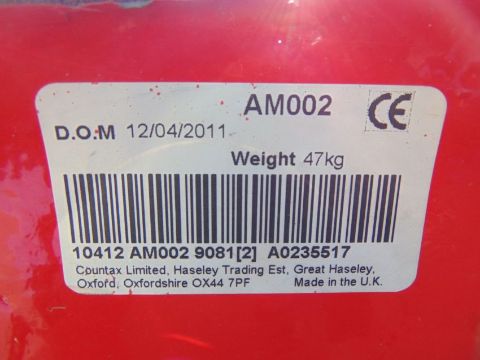 AM002 CE
D.O.M 12/04/2011
Weight 47kg
10412 AM002 9081[2] A0235517
Countax Limited, Haseley Trading Est, Great Haseley,
Oxford, Oxfordshire OX44 7PF Made in the U.K.